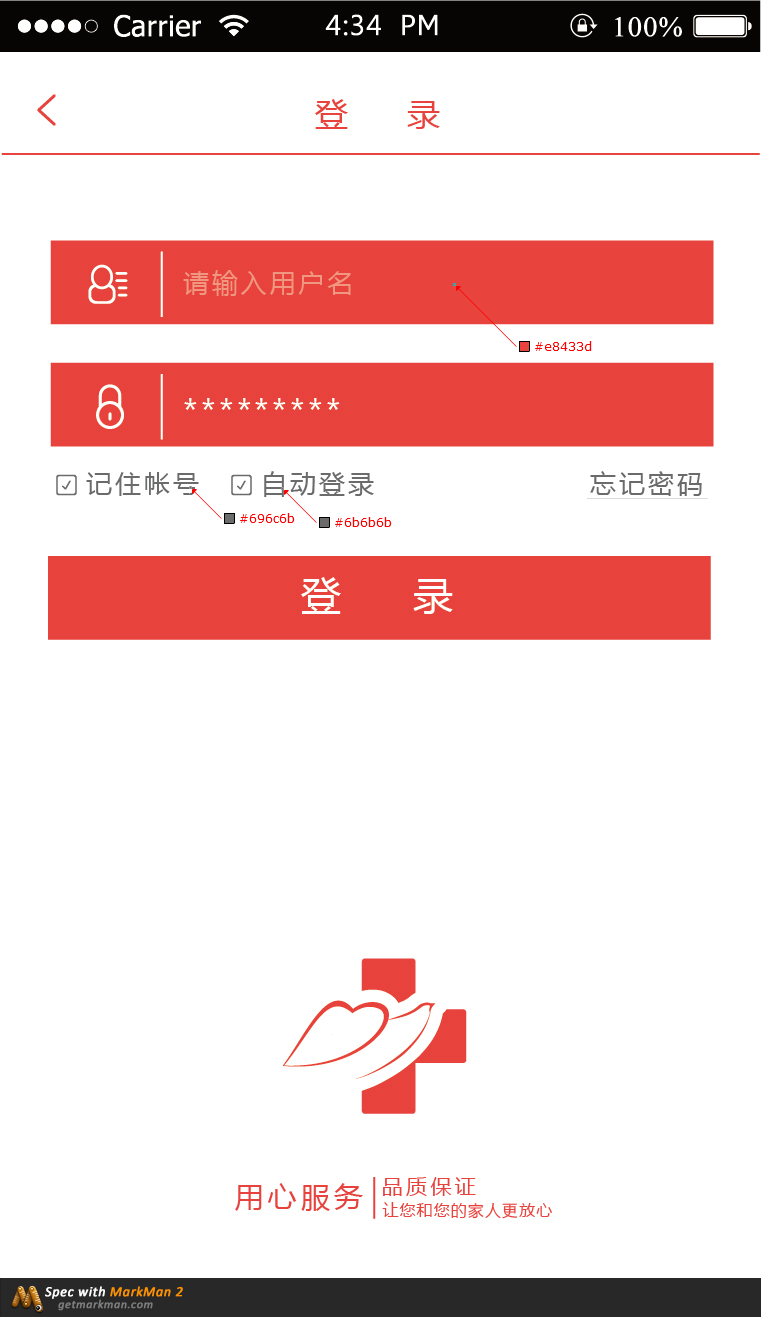 Carrier 4:34 PM 100%
登 录
请输入用户名
#e8433d
*********
记住帐号 自动登录 忘记密码
#696c6b #6b6b6b
登 录
用心服务
品质保证
让您和您的家人更放心
Spec with MarkMan 2
getmarkman.com